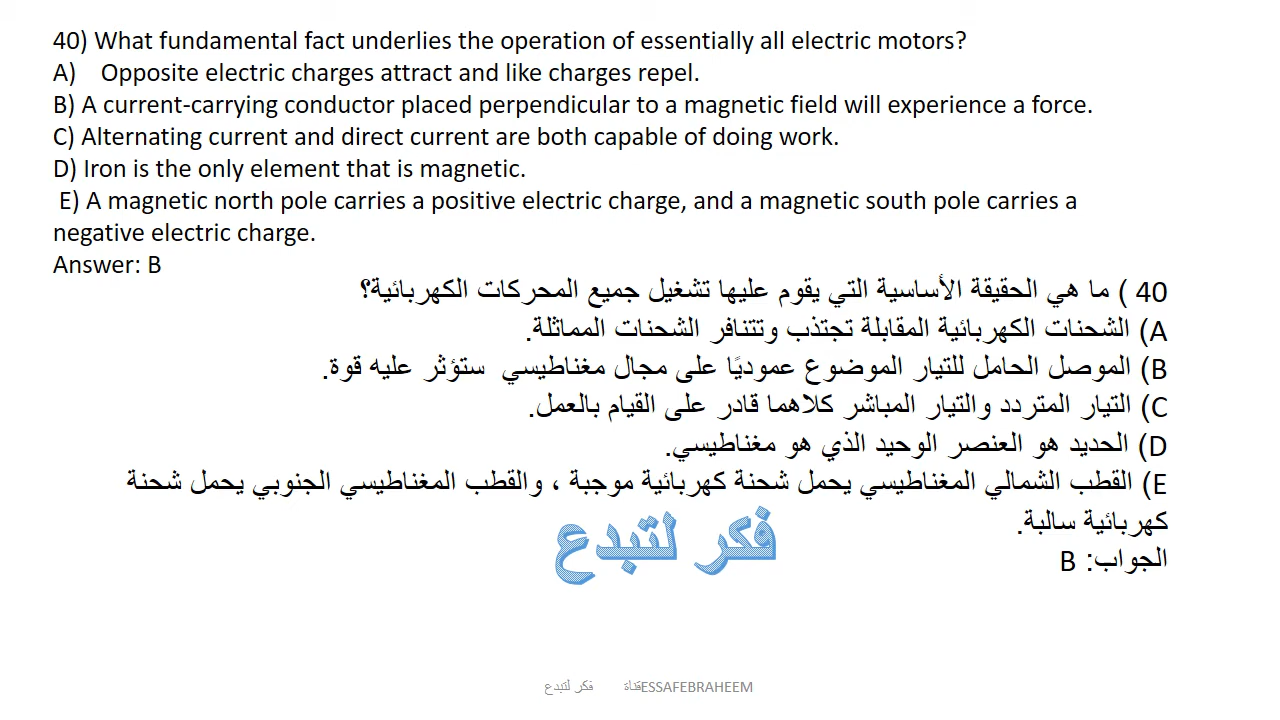 40) What fundamental fact underlies the operation of essentially all electric motors?
A) Opposite electric charges attract and like charges repel.
B) A current-carrying conductor placed perpendicular to a magnetic field will experience a force.
C) Alternating current and direct current are both capable of doing work.
D) Iron is the only element that is magnetic.
E) A magnetic north pole carries a positive electric charge, and a magnetic south pole carries a
negative electric charge.
Answer: B
40 ) ما هي الحقيقة الأساسية التي يقوم عليها تشغيل جميع المحركات الكهربائية؟
A) الشحنات الكهربائية المقابلة تجتذب وتتنافر الشحنات المماثلة.
B) الموصل الحامل للتيار الموضوع عموديًا على مجال مغناطيسي ستؤثر عليه قوة.
C) التيار المتردد والتيار المباشر كلاهما قادر على القيام بالعمل.
D) الحديد هو العنصر الوحيد الذي هو مغناطيسي.
E) القطب الشمالي المغناطيسي يحمل شحنة كهربائية موجبة ، والقطب المغناطيسي الجنوبي يحمل شحنة
كهربائية سالبة.
فكر لتبدع
الجواب: B
فكر لتبدع قناةESSAFEBRAHEEM